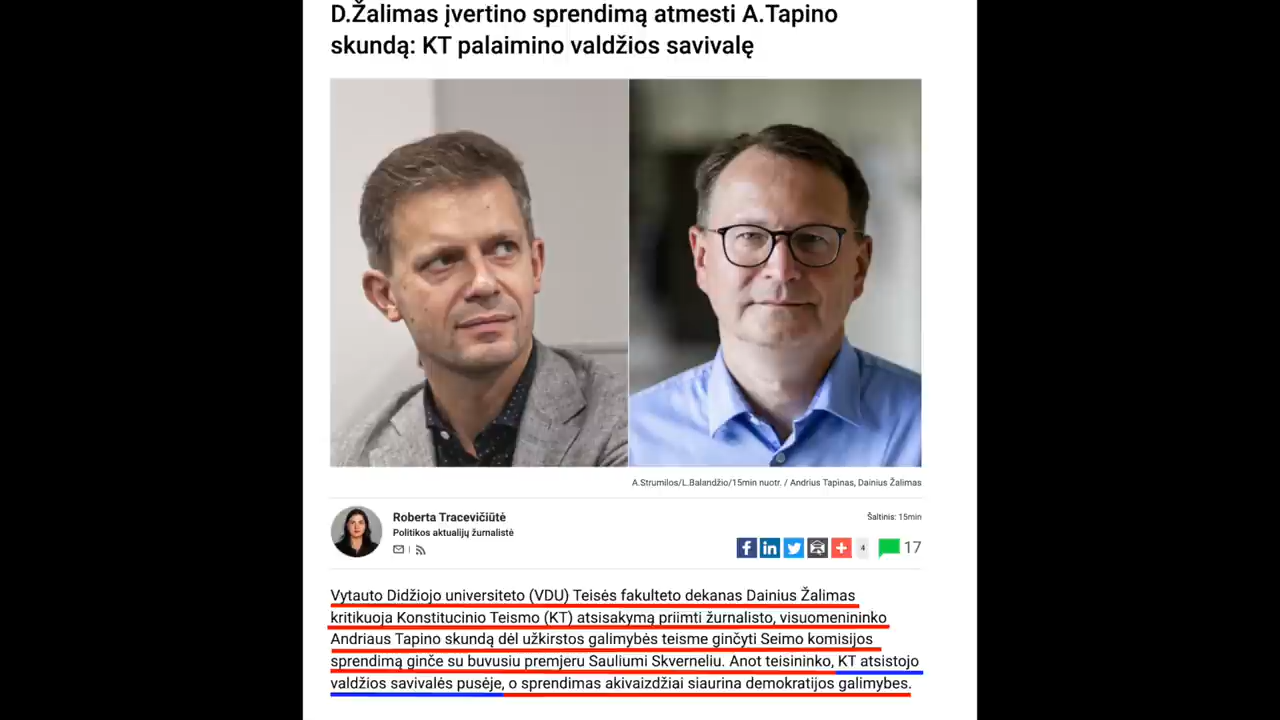 D.Žalimas įvertino sprendimą atmesti A.Tapino
skundą: KT palaimino valdžios savivalę
A.Strumilos/L.Balandžio/15min nuotr. / Andrius Tapinas, Dainius Žalimas
Roberta Tracevičiūtė
Šaltinis: 15min
Politikos aktualijų žurnalistė
4
17
Vytauto Didžiojo universiteto (VDU) Teisės fakulteto dekanas Dainius Žalimas
kritikuoja Konstitucinio Teismo (KT) atsisakymą priimti žurnalisto, visuomenininko
Andriaus Tapino skundą dėl užkirstos galimybės teisme ginčyti Seimo komisijos
sprendimą ginče su buvusiu premjeru Sauliumi Skverneliu. Anot teisininko, KT atsistojo
valdžios savivalės pusėje, o sprendimas akivaizdžiai siaurina demokratijos galimybes.